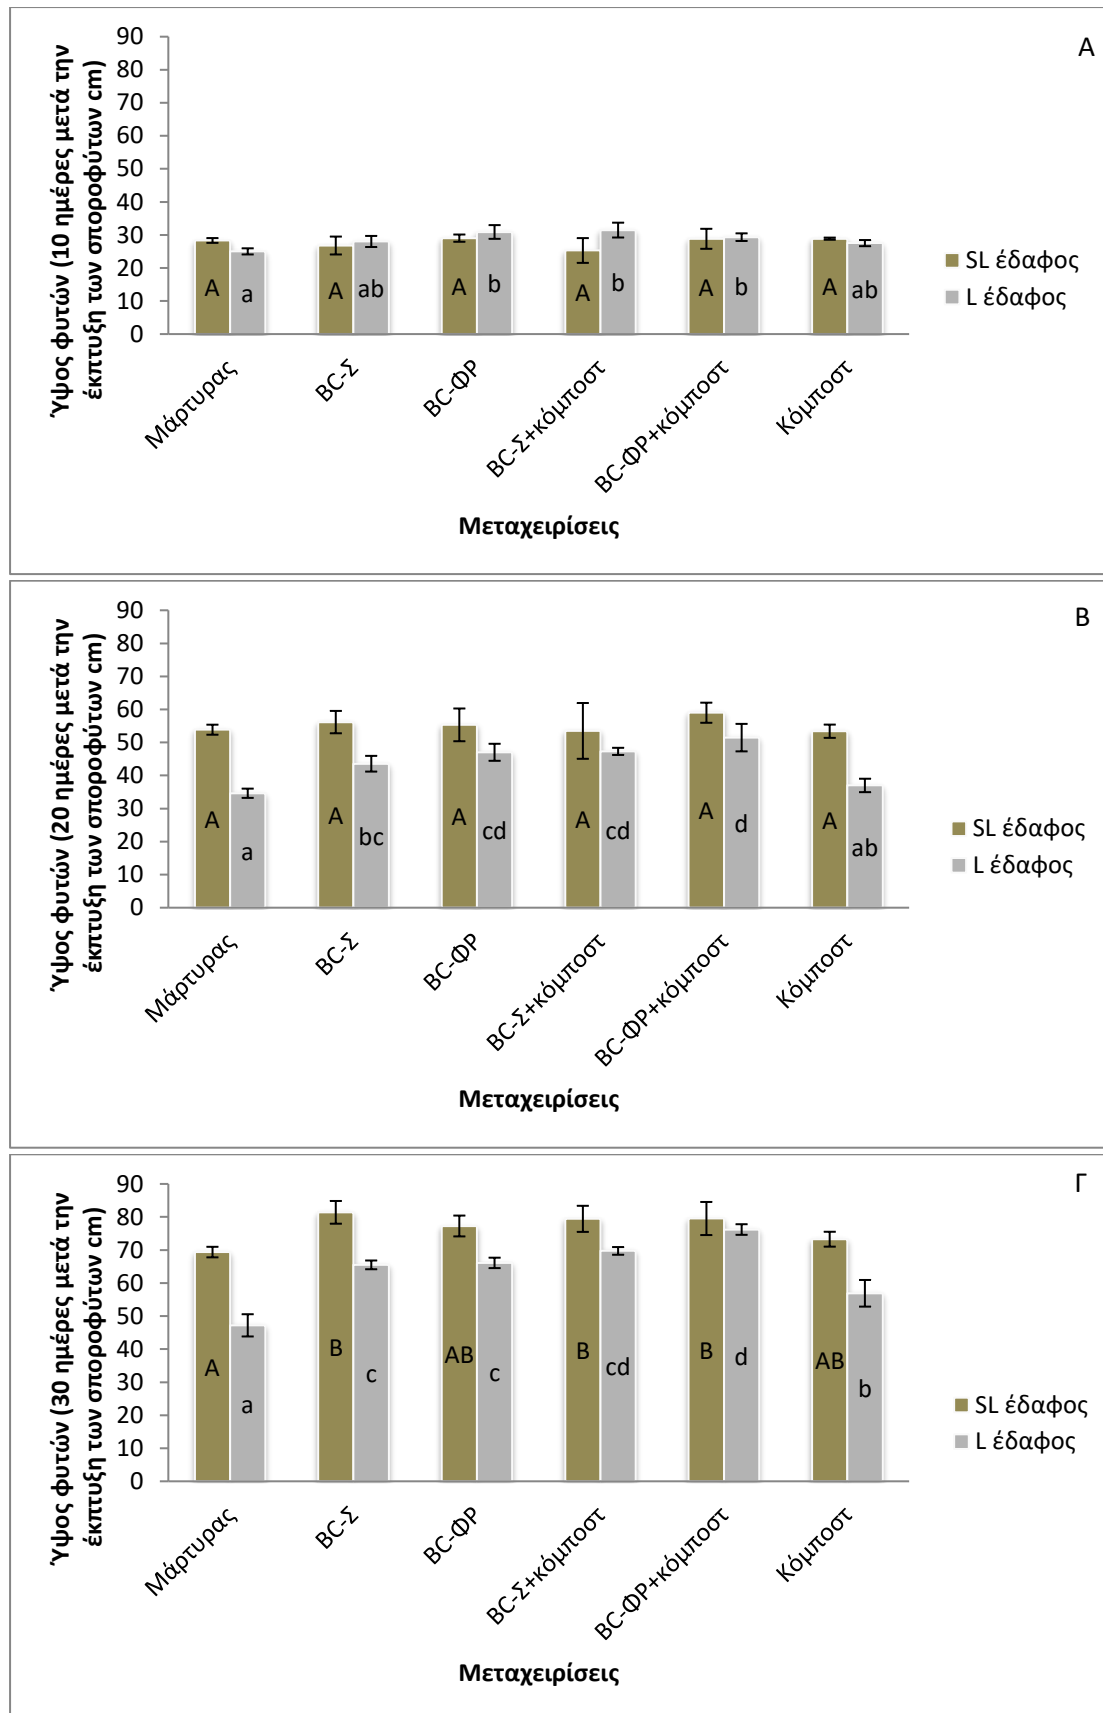 Α
Ύψος φυτών (10 ημέρες μετά την
έκπτυξη των σποροφύτων cm)
90
80
70
60
50
40
30
20
10
0
A
a
A
ab
A
b
A
b
A
b
A
ab
SL έδαφος
L έδαφος
Μάρτυρας
BC-Σ
BC-ΦΡ
BC-Σ+κόμποστ
BC-ΦΡ+κόμποστ
Κόμποστ
Μεταχειρίσεις
Β
Ύψος φυτών (20 ημέρες μετά την
έκπτυξη των σποροφύτων cm)
90
80
70
60
50
40
30
20
10
0
A
a
A
bc
A
cd
A
cd
A
d
A
ab
SL έδαφος
L έδαφος
Μάρτυρας
BC-Σ
BC-ΦΡ
BC-Σ+κόμποστ
BC-ΦΡ+κόμποστ
Κόμποστ
Μεταχειρίσεις
Γ
Ύψος φυτών (30 ημέρες μετά την
έκπτυξη των σποροφύτων cm)
90
80
70
60
50
40
30
20
10
0
A
a
B
c
AB
c
B
cd
B
d
AB
b
SL έδαφος
L έδαφος
Μάρτυρας
BC-Σ
BC-ΦΡ
BC-Σ+κόμποστ
BC-ΦΡ+κόμποστ
Κόμποστ
Μεταχειρίσεις